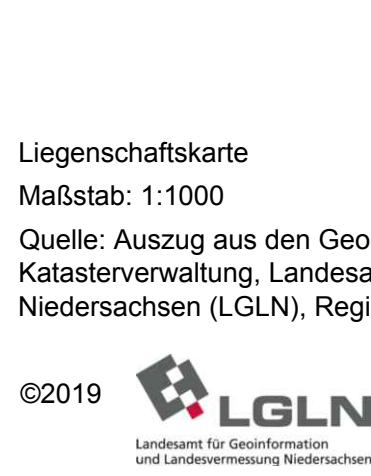 Liegenschaftskarte
Maßstab: 1:1000
Quelle: Auszug aus den Geo
Katasterverwaltung, Landesa
Niedersachsen (LGLN), Regi
©2019
LGLN
Landesamt für Geoinformation
und Landesvermessung Niedersachsen